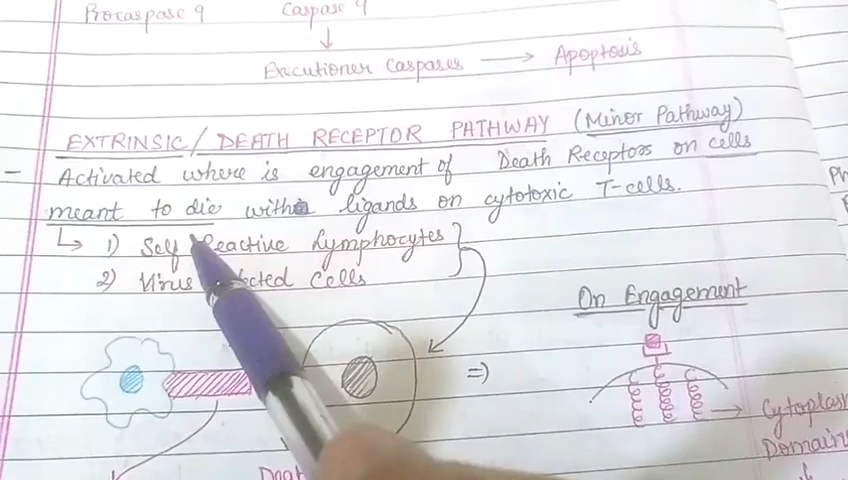 Procaspase 9 Caspase 9
↓
Executioner Caspases → Apoptosis
EXTRINSIC / DEATH RECEPTOR PATHWAY (Minor Pathway)
- Activated where is engagement of Death Receptors on cells
meant to die with ligands on cytotoxic T-cells.
↳ 1) Self Reactive Lymphocytes
2) Virus cells
On Engagement
⇒
→ Cytoplasm
Domain